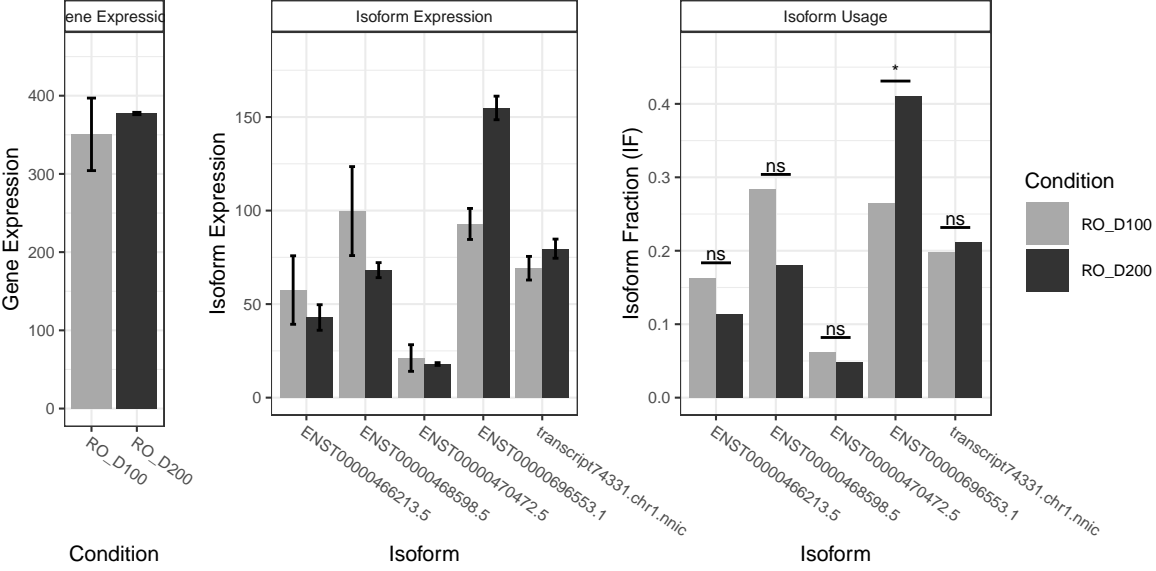 ene Expressio
Isoform Expression
Isoform Usage
Gene Expression
400
300
200
100
0
RO_D100
RO_D200
Condition
Isoform Expression
150
100
50
0
ENST00000466213.5
ENST00000468598.5
ENST00000470472.5
ENST00000696553.1
transcript74331.chr1.nnic
Isoform
Isoform Fraction (IF)
0.4
0.3
0.2
0.1
0.0
ns
ns
ns
*
ns
ENST00000466213.5
ENST00000468598.5
ENST00000470472.5
ENST00000696553.1
transcript74331.chr1.nnic
Isoform
Condition
RO_D100
RO_D200